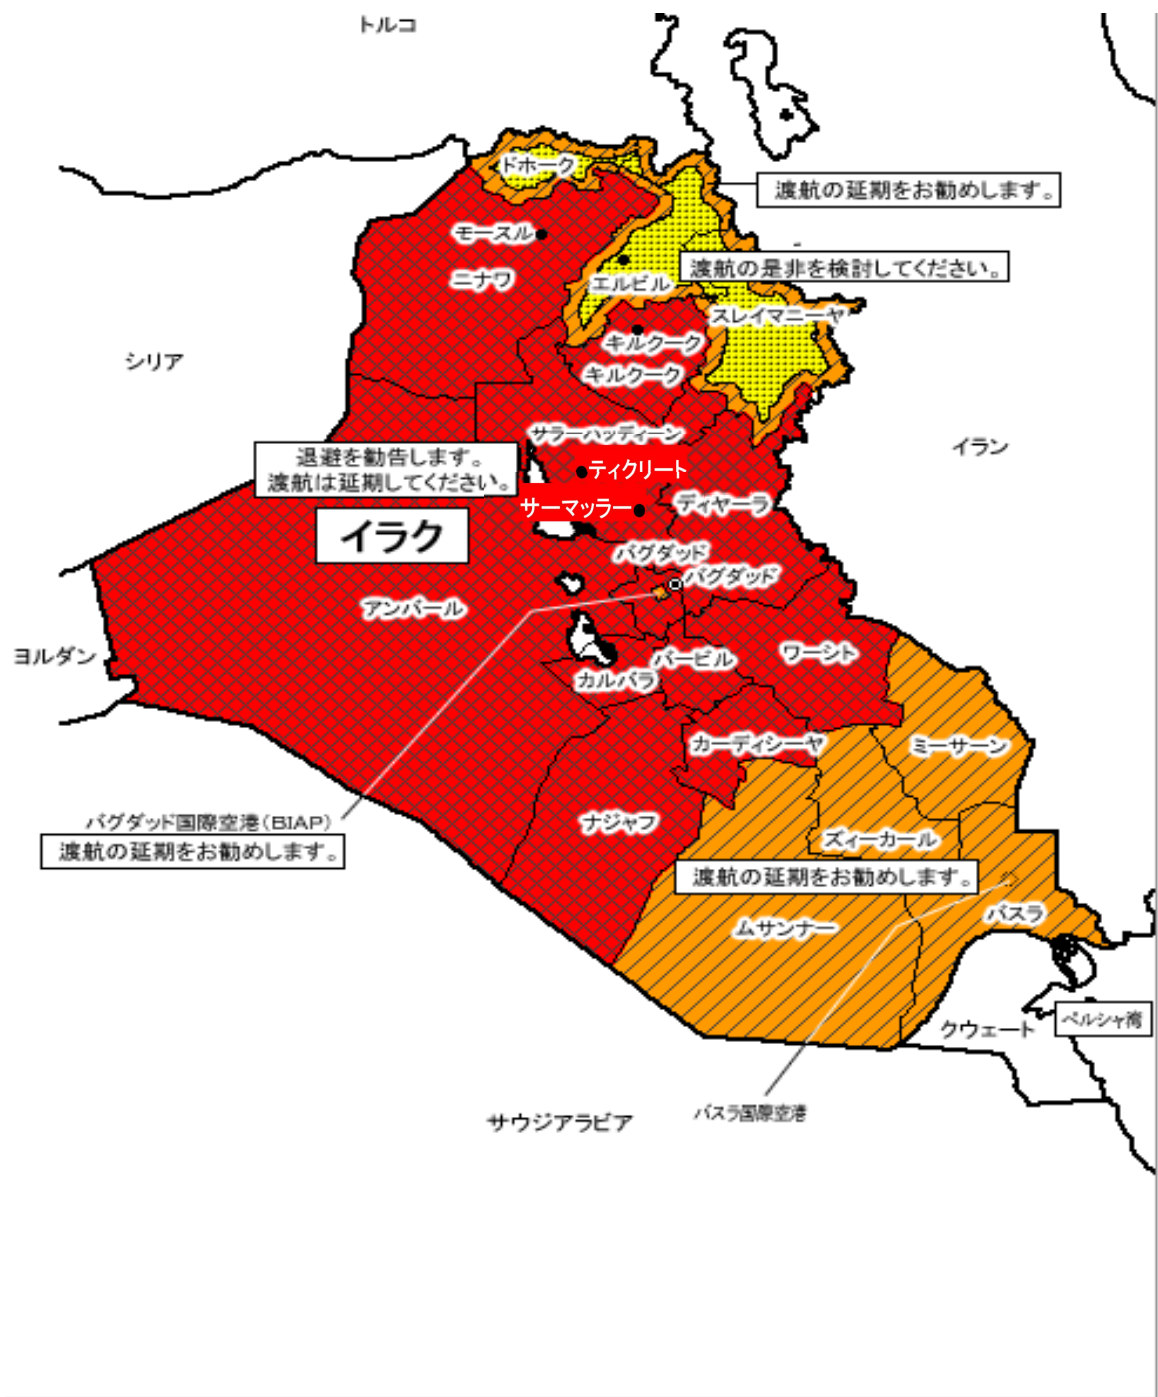 トルコ
ドホーク
渡航の延期をお勧めします。
モースル
ニナワ
渡航の是非を検討してください。
エルビル
スレイマニーヤ
キルクーク
キルクーク
シリア
イラン
サラーハッディーン
退避を勧告します。
渡航は延期してください。
ティクリート
サーマッラー
ディヤーラ
イラク
バグダッド
バグダッド
アンバール
ヨルダン
ワーシト
バービル
カルバラ
カーディシーヤ
ミーサーン
バグダッド国際空港(BIAP)
渡航の延期をお勧めします。
ナジャフ
ズィーカール
渡航の延期をお勧めします。
バスラ
ムサンナー
クウェート
ペルシャ湾
バスラ国際空港
サウジアラビア